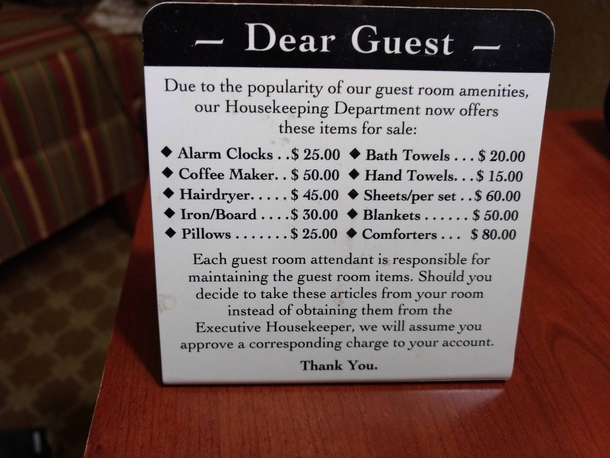 — Dear Guest —
Due to the popularity of our guest room amenities,
our Housekeeping Department now offers
these items for sale:
◆ Alarm Clocks . . $ 25.00 ◆ Bath Towels . . . $ 20.00
◆ Coffee Maker. . $ 50.00 ◆ Hand Towels. . . $ 15.00
◆ Hairdryer. . . . . $ 45.00 ◆ Sheets/per set . . $ 60.00
◆ Iron/Board . . . . $ 30.00 ◆ Blankets . . . . . . $ 50.00
◆ Pillows . . . . . . . $ 25.00 ◆ Comforters . . . $ 80.00
Each guest room attendant is responsible for
maintaining the guest room items. Should you
decide to take these articles from your room
instead of obtaining them from the
Executive Housekeeper, we will assume you
approve a corresponding charge to your account.
Thank You.